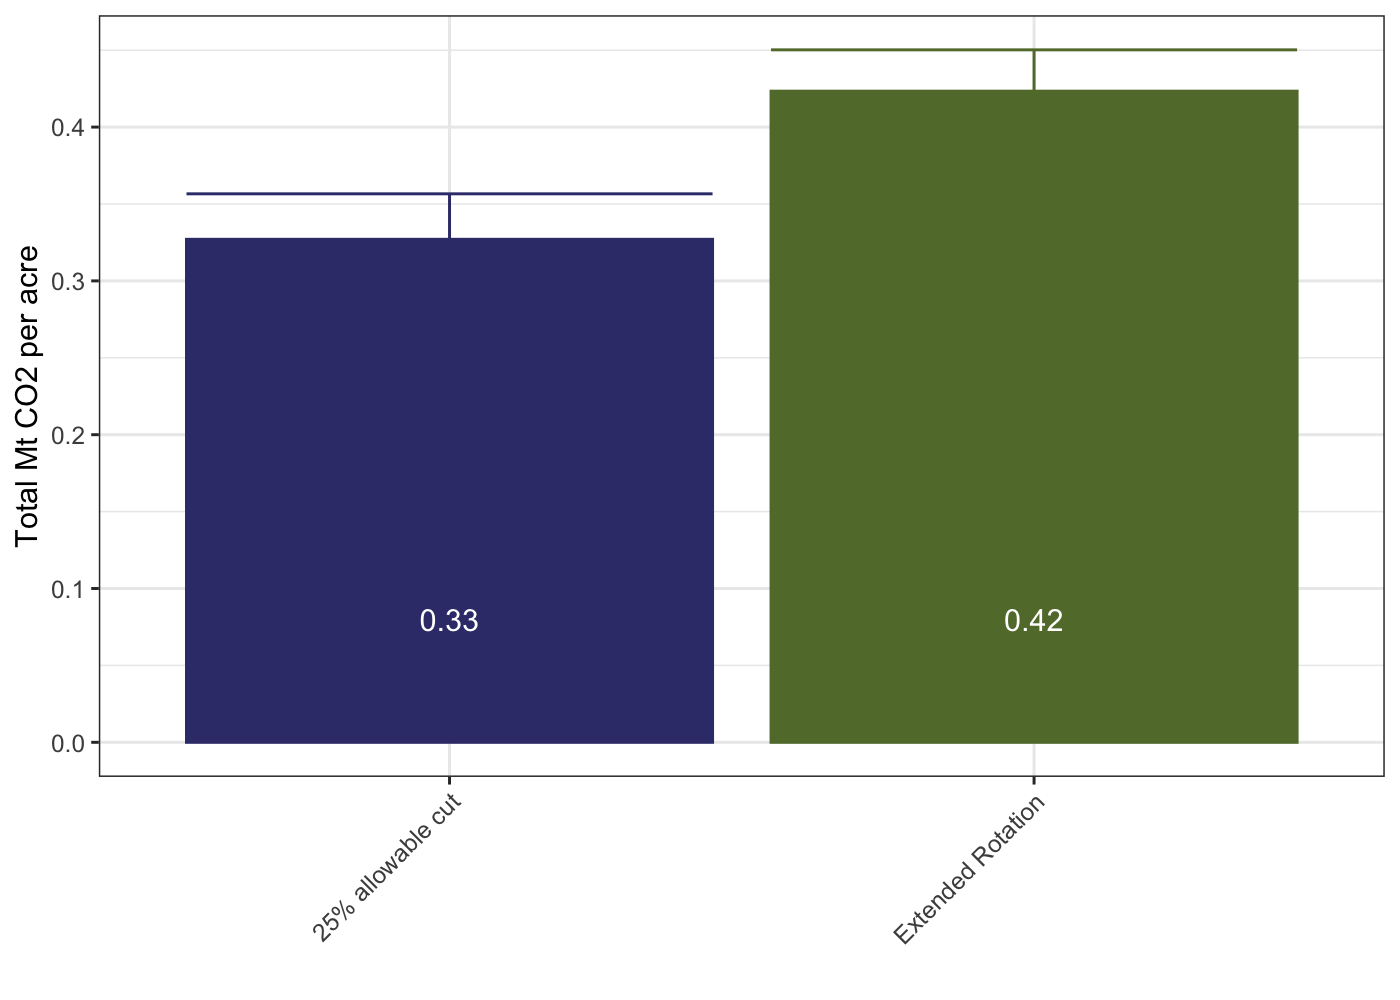 Total Mt CO2 per acre
0.4
0.3
0.2
0.1
0.0
0.33
0.42
25% allowable cut
Extended Rotation